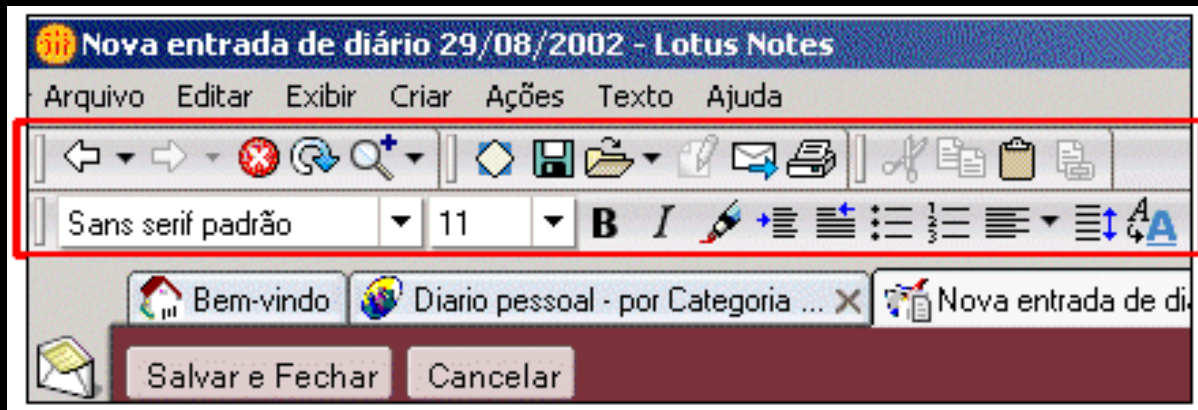 Nova entrada de diário 29/08/2002 - Lotus Notes
Arquivo Editar Exibir Criar Ações Texto Ajuda
Sans serif padrão 11 B I
Bem-vindo Diario pessoal - por Categoria ... Nova entrada de di
Salvar e Fechar Cancelar